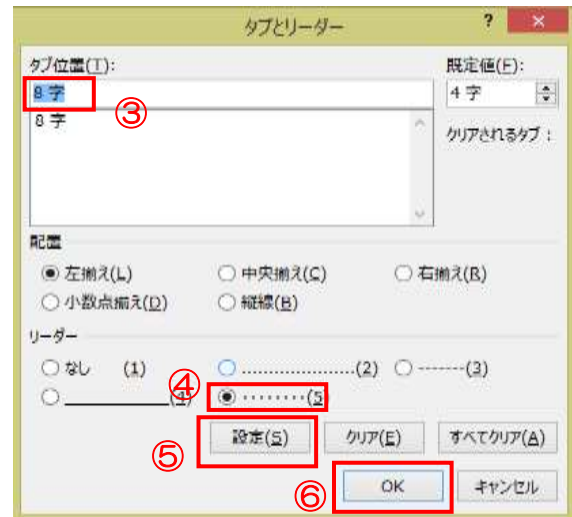 タブとリーダー ? ×
タブ位置(T): 既定値(F):
8 字 4 字
③
8 字
クリアされるタブ :
配置
左揃え(L) 中央揃え(C) 右揃え(R)
小数点揃え(D) 縦線(B)
リーダー
なし (1) .....................(2) -------(3)
④
__________(4) ·········(5)
⑤ 設定(S) クリア(E) すべてクリア(A)
⑥ OK キャンセル